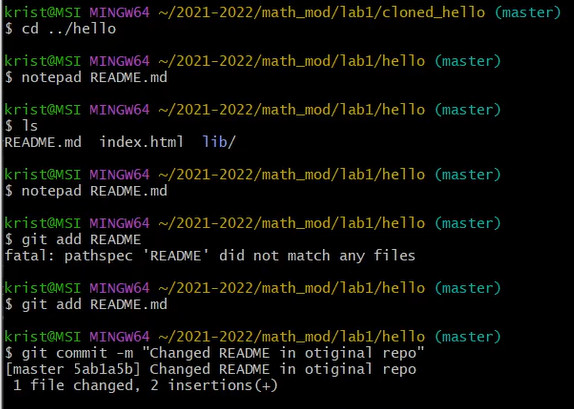 krist@MSI MINGW64 ~/2021-2022/math_mod/lab1/cloned_hello (master)
$ cd ../hello
krist@MSI MINGW64 ~/2021-2022/math_mod/lab1/hello (master)
$ notepad README.md
krist@MSI MINGW64 ~/2021-2022/math_mod/lab1/hello (master)
$ ls
README.md  index.html  lib/
krist@MSI MINGW64 ~/2021-2022/math_mod/lab1/hello (master)
$ notepad README.md
krist@MSI MINGW64 ~/2021-2022/math_mod/lab1/hello (master)
$ git add README
fatal: pathspec 'README' did not match any files
krist@MSI MINGW64 ~/2021-2022/math_mod/lab1/hello (master)
$ git add README.md
krist@MSI MINGW64 ~/2021-2022/math_mod/lab1/hello (master)
$ git commit -m "Changed README in otiginal repo"
[master 5ab1a5b] Changed README in otiginal repo
 1 file changed, 2 insertions(+)